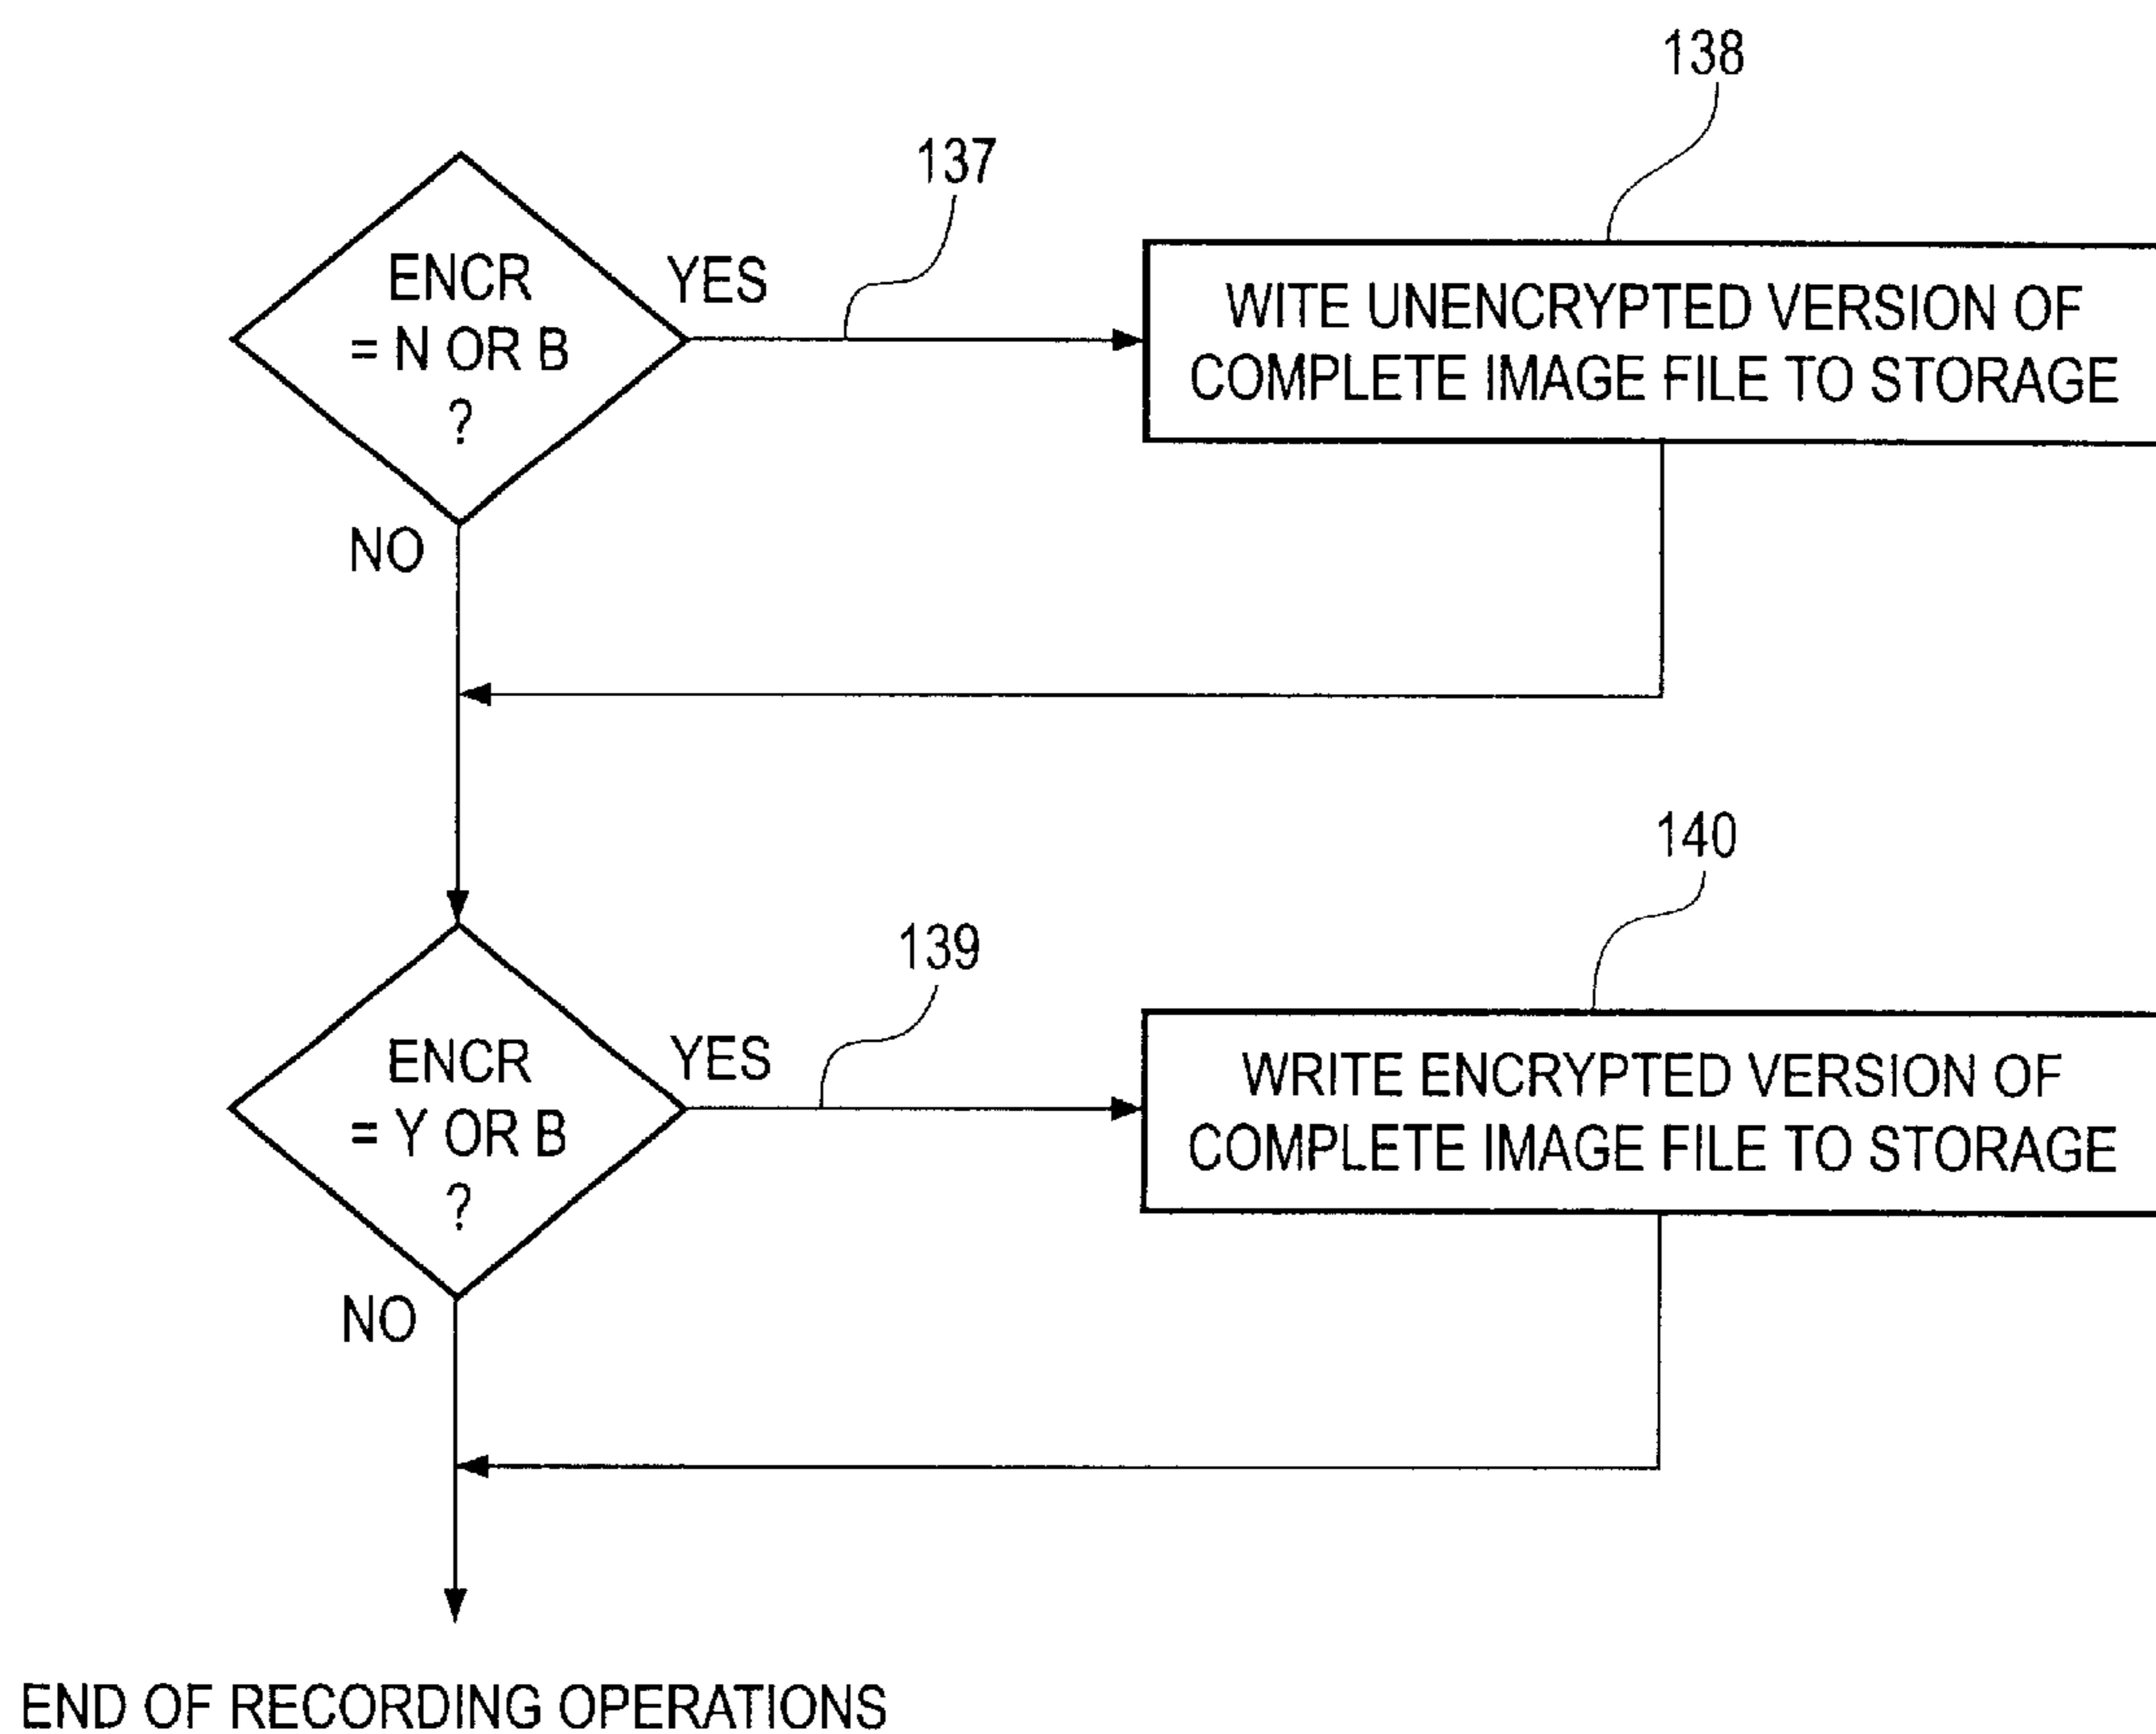 138
137
ENCR
= N OR B
?
YES
WITE UNENCRYPTED VERSION OF
COMPLETE IMAGE FILE TO STORAGE
NO
140
139
ENCR
= Y OR B
?
YES
WRITE ENCRYPTED VERSION OF
COMPLETE IMAGE FILE TO STORAGE
NO
END OF RECORDING OPERATIONS